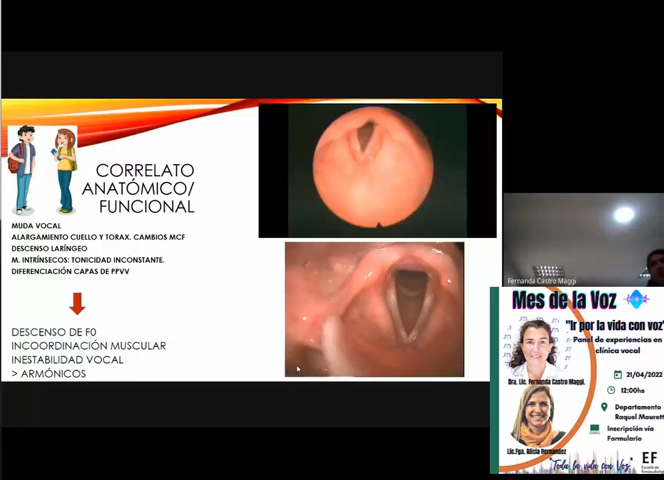 CORRELATO
ANATÓMICO/
FUNCIONAL
MUDA VOCAL
ALARGAMIENTO CUELLO Y TORAX. CAMBIOS MCF
DESCENSO LARÍNGEO
M. INTRÍNSECOS: TONICIDAD INCONSTANTE.
DIFERENCIACIÓN CAPAS DE PPVV
DESCENSO DE F0
INCOORDINACIÓN MUSCULAR
INESTABILIDAD VOCAL
> ARMÓNICOS
Fernanda Castro Maggi
Mes de la Voz
"Ir por la vida con voz"
Panel de experiencias en
clínica vocal
Dra. Lic. Fernanda Castro Maggi.
21/04/2022
12:00hs
Departamento
Raquel Maurett
Inscripción vía
Formulario
Lic.Fga. Alicia Hernandez
"Toda la vida con Voz"
EF
Escuela de